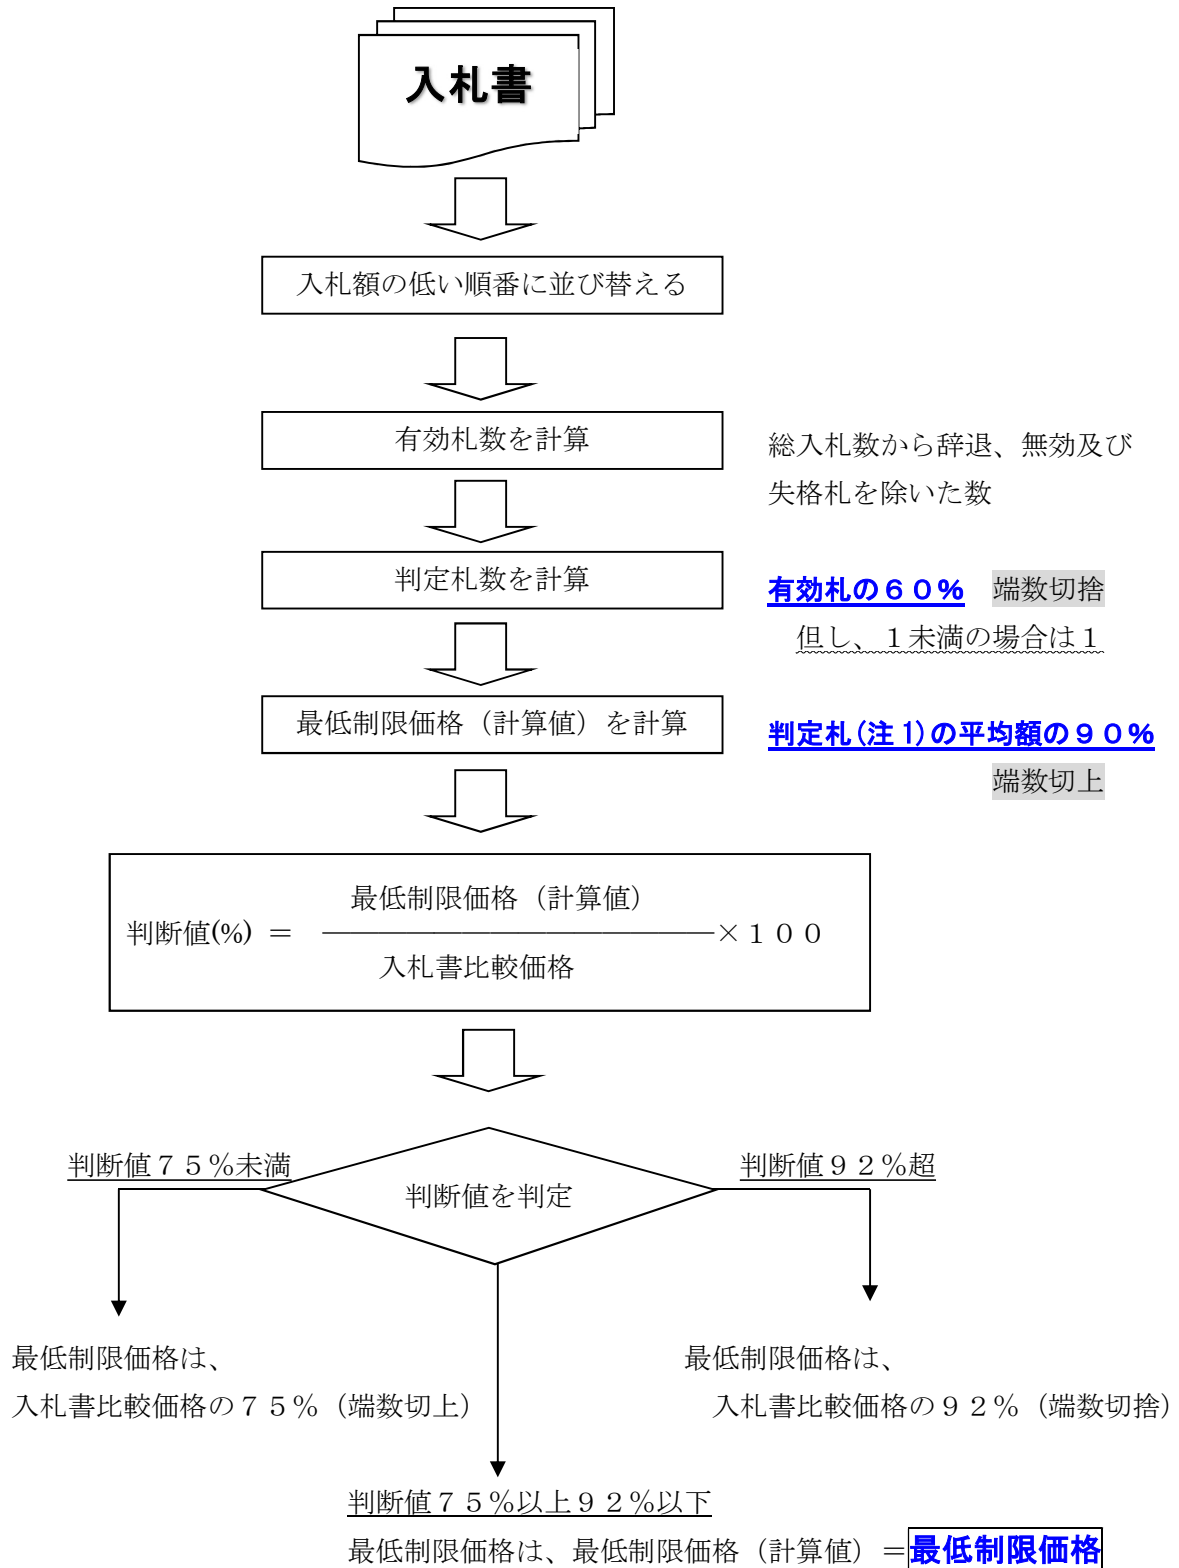 入札書
入札額の低い順番に並び替える
有効札数を計算
総入札数から辞退、無効及び
失格札を除いた数
判定札数を計算
有効札の６０％　端数切捨
但し、１未満の場合は１
最低制限価格（計算値）を計算
判定札(注1)の平均額の９０％
端数切上
最低制限価格（計算値）
判断値(%) ＝ ――――――――――――――×１００
入札書比較価格
判断値７５％未満
判断値９２％超
判断値を判定
最低制限価格は、
入札書比較価格の７５％（端数切上）
最低制限価格は、
入札書比較価格の９２％（端数切捨）
判断値７５％以上９２％以下
最低制限価格は、最低制限価格（計算値）＝最低制限価格